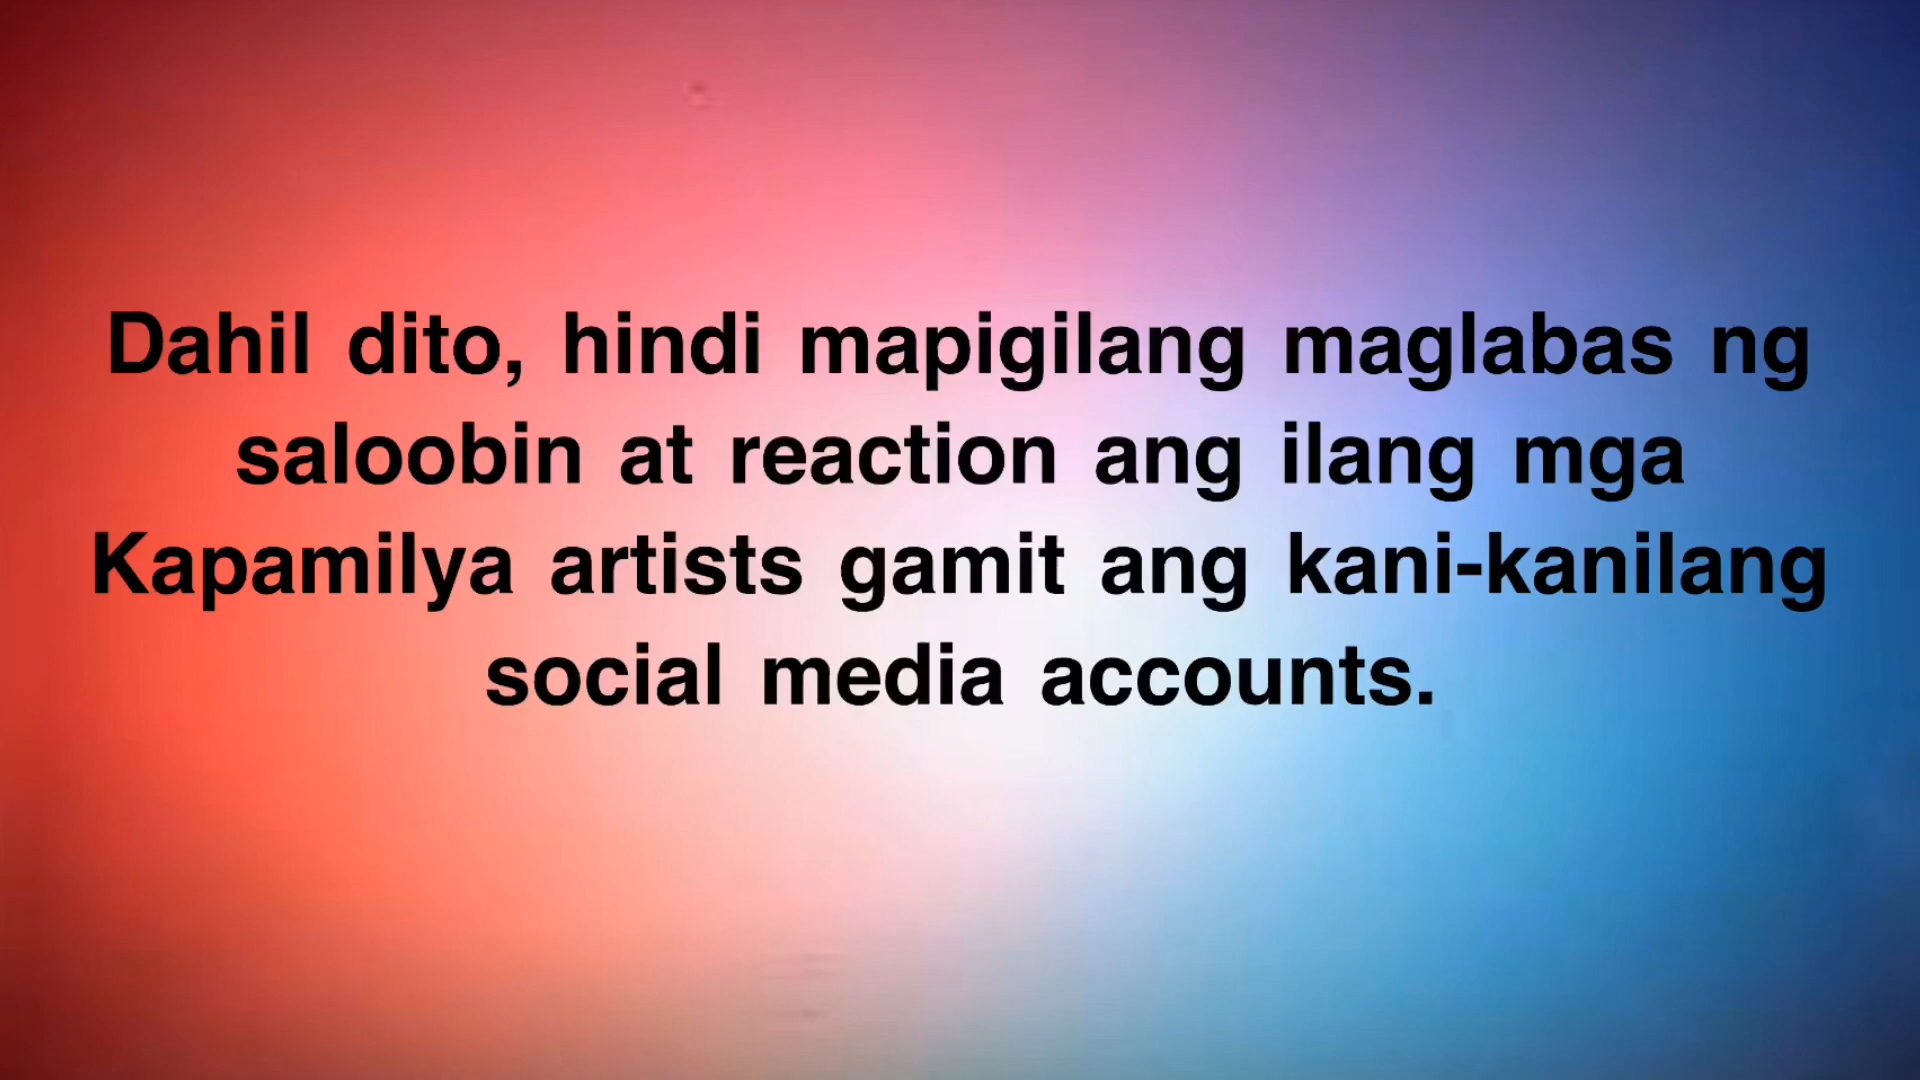 Dahil dito, hindi mapigilang maglabas ng
saloobin at reaction ang ilang mga
Kapamilya artists gamit ang kani-kanilang
social media accounts.